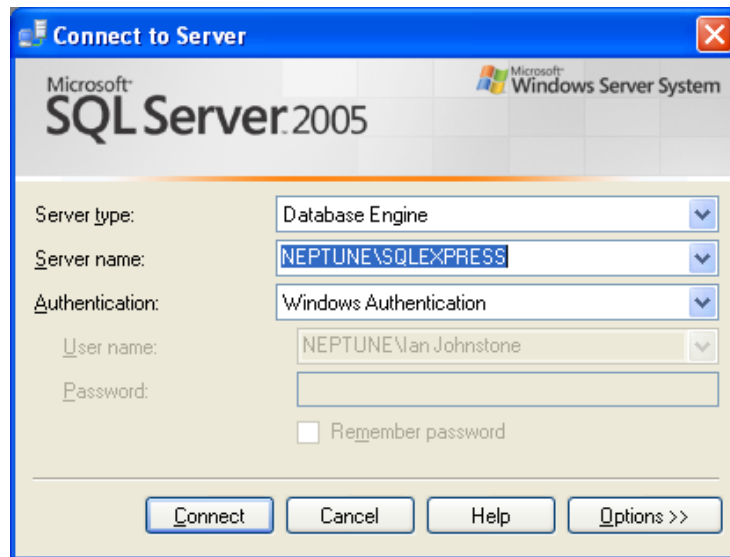 Connect to Server
Microsoft
SQL Server 2005
Microsoft
Windows Server System
Server type: Database Engine
Server name: NEPTUNE\SQLEXPRESS
Authentication: Windows Authentication
User name: NEPTUNE\Ian Johnstone
Password:
Remember password
Connect Cancel Help Options >>